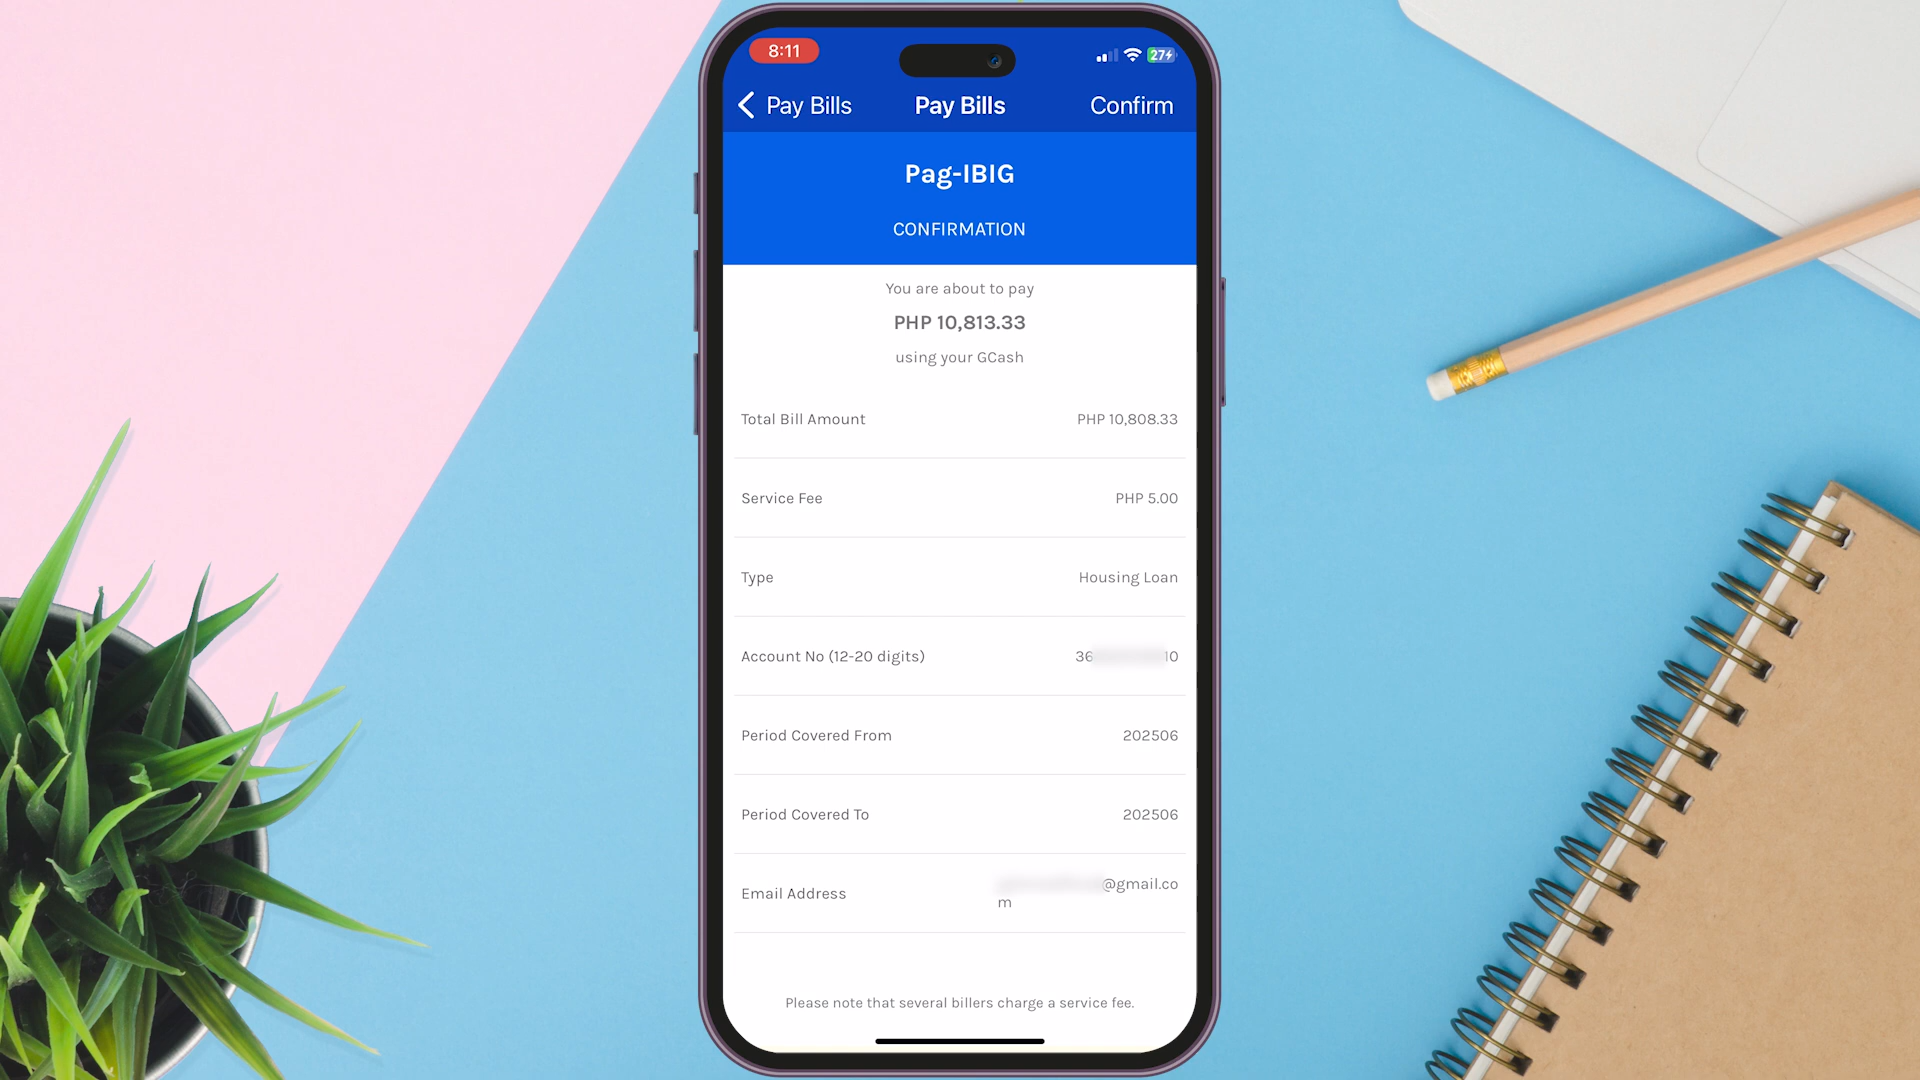 8:11
27
Pay Bills
Pay Bills
Confirm
Pag-IBIG
CONFIRMATION
You are about to pay
PHP 10,813.33
using your GCash
Total Bill Amount PHP 10,808.33
Service Fee PHP 5.00
Type Housing Loan
Account No (12-20 digits) 36 10
Period Covered From 202506
Period Covered To 202506
Email Address @gmail.co
m
Please note that several billers charge a service fee.